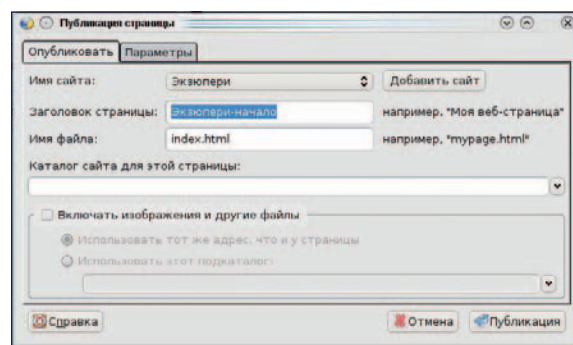 Публикация страницы
Опубликовать Параметры
Имя сайта: Экзюпери Добавить сайт
Заголовок страницы: Экзюпери-начало например, "Моя веб-страница"
Имя файла: index.html например, "mypage.html"
Каталог сайта для этой страницы:
Включать изображения и другие файлы
Использовать тот же адрес, что и у страницы
Использовать этот подкаталог:
Справка Отмена Публикация